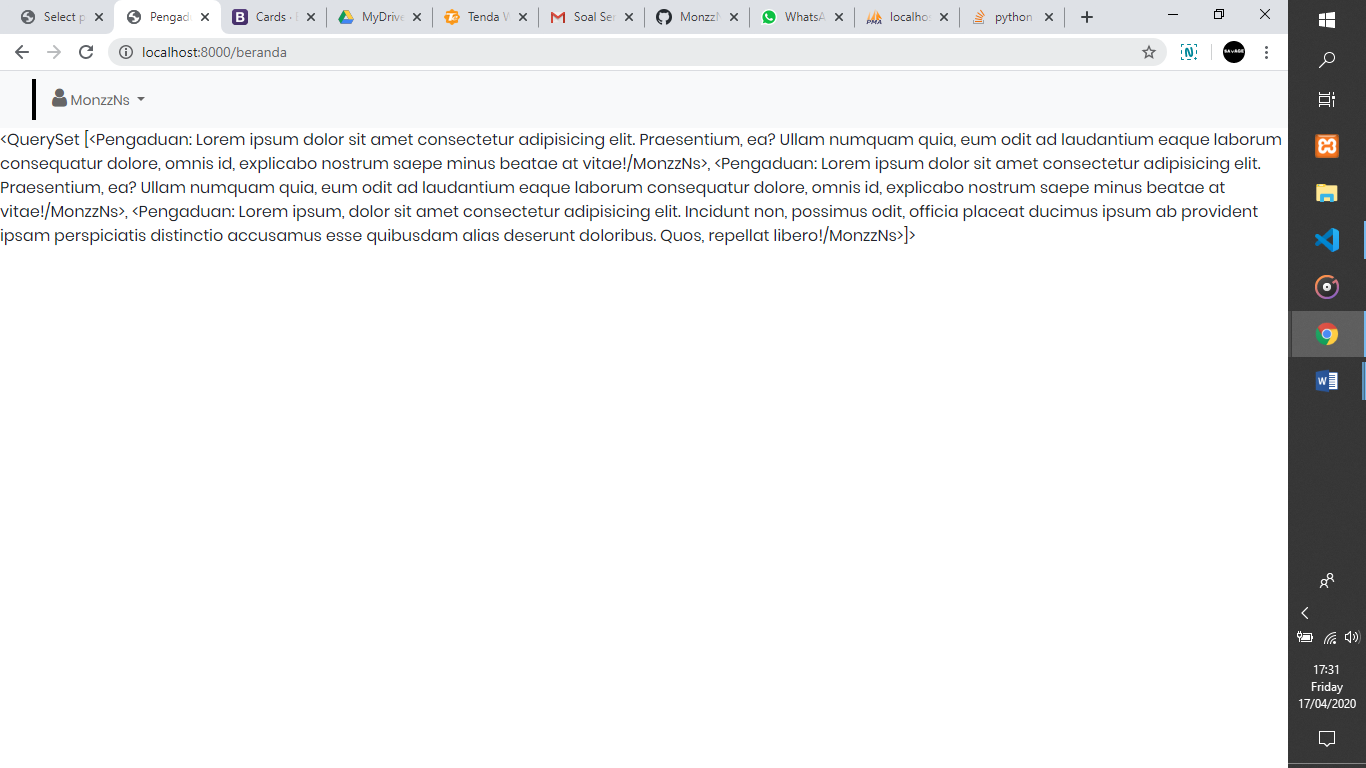 Select p
Pengadu
Cards · 
MyDrive
Tenda W
Soal Ser
MonzzN
WhatsA
localhos
python
localhost:8000/beranda
MonzzNs
<QuerySet [<Pengaduan: Lorem ipsum dolor sit amet consectetur adipisicing elit. Praesentium, ea? Ullam numquam quia, eum odit ad laudantium eaque laborum
consequatur dolore, omnis id, explicabo nostrum saepe minus beatae at vitae!/MonzzNs>, <Pengaduan: Lorem ipsum dolor sit amet consectetur adipisicing elit.
Praesentium, ea? Ullam numquam quia, eum odit ad laudantium eaque laborum consequatur dolore, omnis id, explicabo nostrum saepe minus beatae at
vitae!/MonzzNs>, <Pengaduan: Lorem ipsum, dolor sit amet consectetur adipisicing elit. Incidunt non, possimus odit, officia placeat ducimus ipsum ab provident
ipsam perspiciatis distinctio accusamus esse quibusdam alias deserunt doloribus. Quos, repellat libero!/MonzzNs>]>
17:31
Friday
17/04/2020